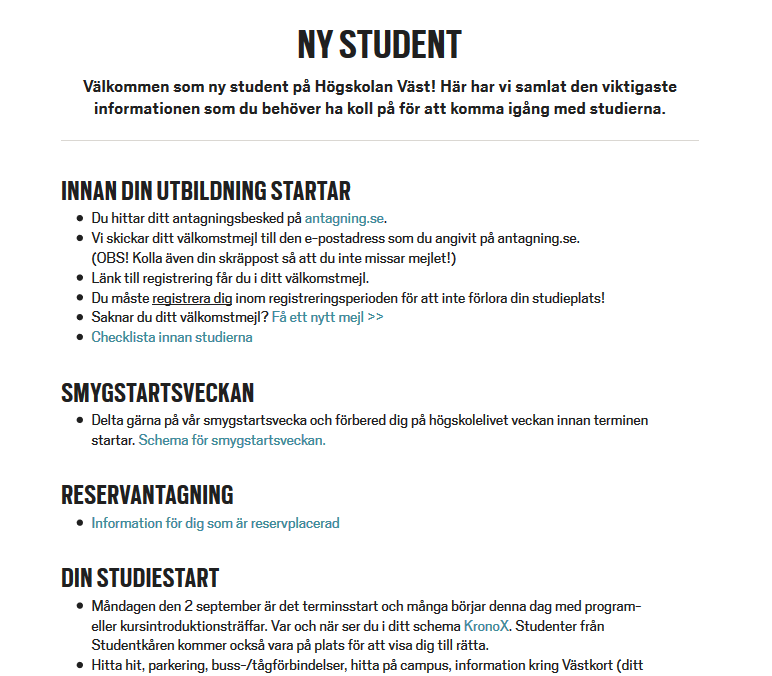 NY STUDENT
Välkommen som ny student på Högskolan Väst! Här har vi samlat den viktigaste
informationen som du behöver ha koll på för att komma igång med studierna.
INNAN DIN UTBILDNING STARTAR
• Du hittar ditt antagningsbesked på antagning.se.
• Vi skickar ditt välkomstmejl till den e-postadress som du angivit på antagning.se.
(OBS! Kolla även din skräppost så att du inte missar mejlet!)
• Länk till registrering får du i ditt välkomstmejl.
• Du måste registrera dig inom registreringsperioden för att inte förlora din studieplats!
• Saknar du ditt välkomstmejl? Få ett nytt mejl >>
• Checklista innan studierna
SMYGSTARTSVECKAN
• Delta gärna på vår smygstartsvecka och förbered dig på högskolelivet veckan innan terminen
startar. Schema för smygstartsveckan.
RESERVANTAGNING
• Information för dig som är reservplacerad
DIN STUDIESTART
• Måndagen den 2 september är det terminsstart och många börjar denna dag med program-
eller kursintroduktionsträffar. Var och när ser du i ditt schema KronoX. Studenter från
Studentkåren kommer också vara på plats för att visa dig till rätta.
• Hitta hit, parkering, buss-/tågförbindelser, hitta på campus, information kring Västkort (ditt